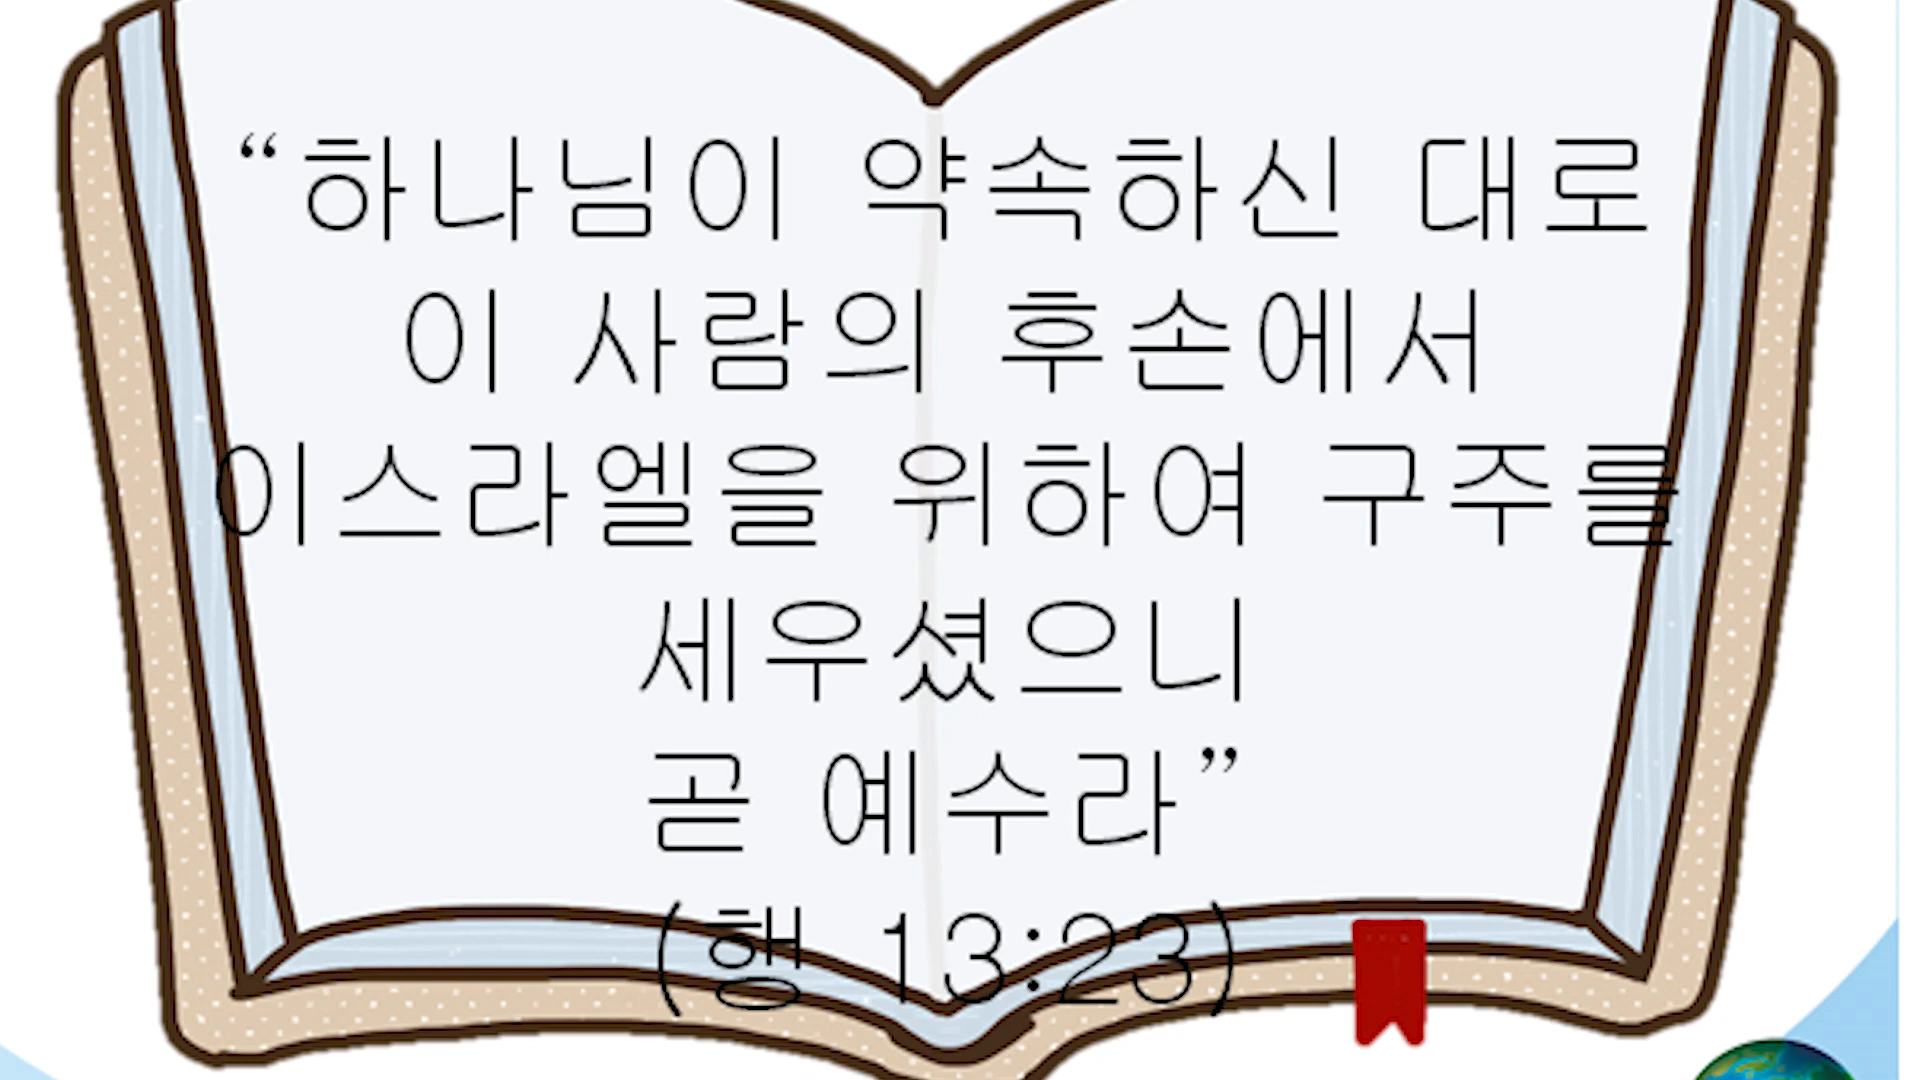 “하나님이 약속하신 대로
이 사람의 후손에서
이스라엘을 위하여 구주를
세우셨으니
곧 예수라”
(행 13:23)